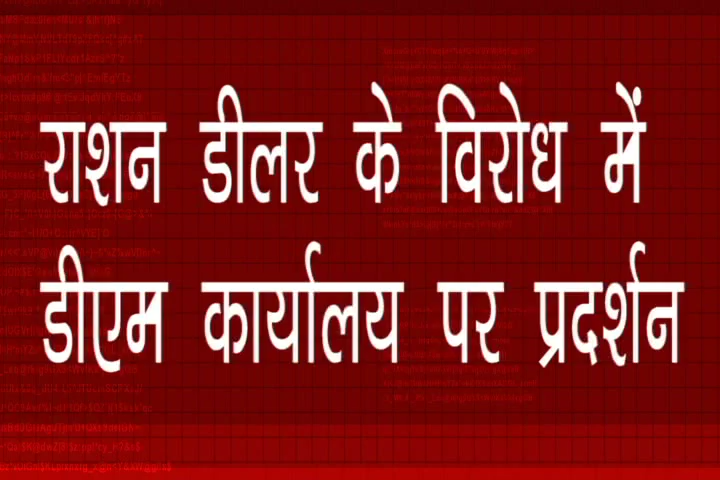 राशन डीलर के विरोध में
डीएम कार्यालय पर प्रदर्शन